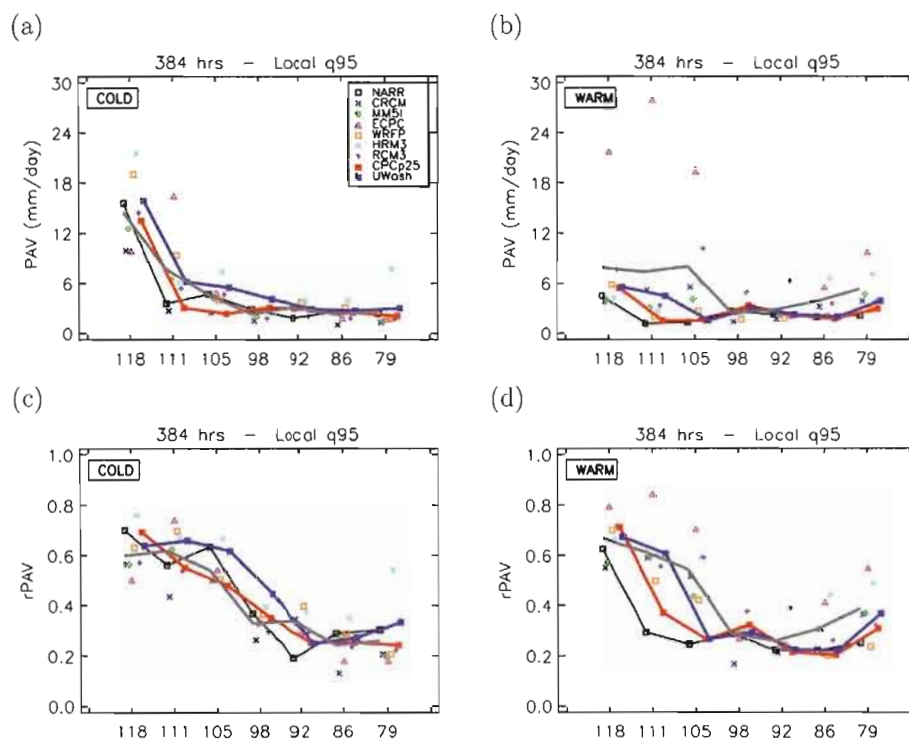 (a)
(b)
384 hrs – Local q95
384 hrs – Local q95
30
24
18
12
6
0
PAV (mm/day)
COLD
NARR
CRCM
MM5I
ECPC
WRFP
HRM3
RCM3
CPCp25
UWash
118 111 105 98 92 86 79
30
24
18
12
6
0
PAV (mm/day)
WARM
118 111 105 98 92 86 79
(c)
(d)
384 hrs – Local q95
384 hrs – Local q95
1.0
0.8
0.6
0.4
0.2
0.0
rPAV
COLD
118 111 105 98 92 86 79
1.0
0.8
0.6
0.4
0.2
0.0
rPAV
WARM
118 111 105 98 92 86 79